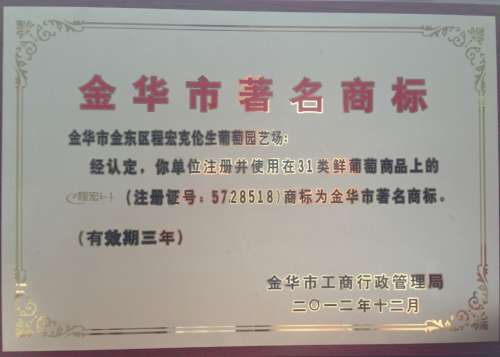 金华市著名商标
金华市金东区程宏克伦生葡萄园艺场:
经认定，你单位注册并使用在31类鲜葡萄商品上的
程宏 (注册证号: 5728518)商标为金华市著名商标。
(有效期三年)
金华市工商行政管理局
二〇一二年十二月